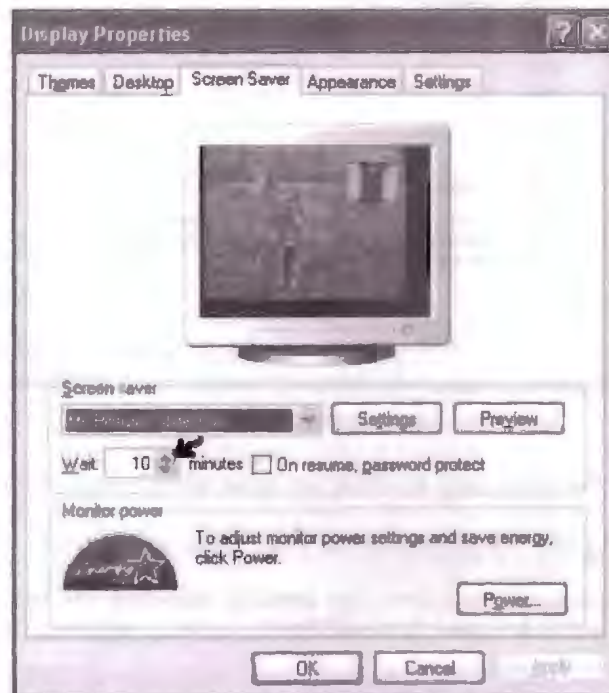 Display Properties
Themes Desktop Screen Saver Appearance Settings
Screen saver
Settings Preview
Wait: 10 minutes On resume, password protect
Monitor power
To adjust monitor power settings and save energy,
click Power.
Power...
OK Cancel Apply